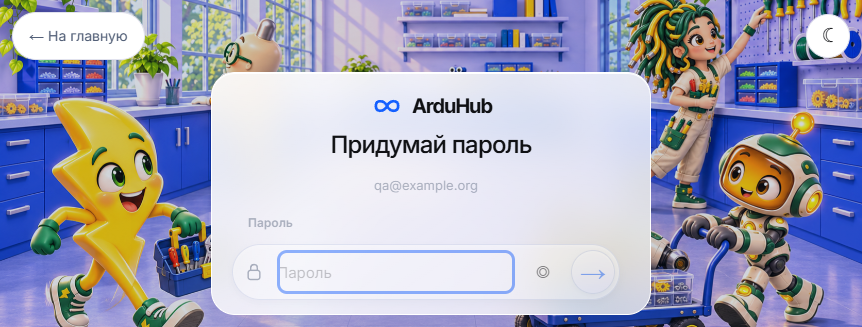 ← На главную
ArduHub
Придумай пароль
qa@example.org
Пароль
Пароль
→